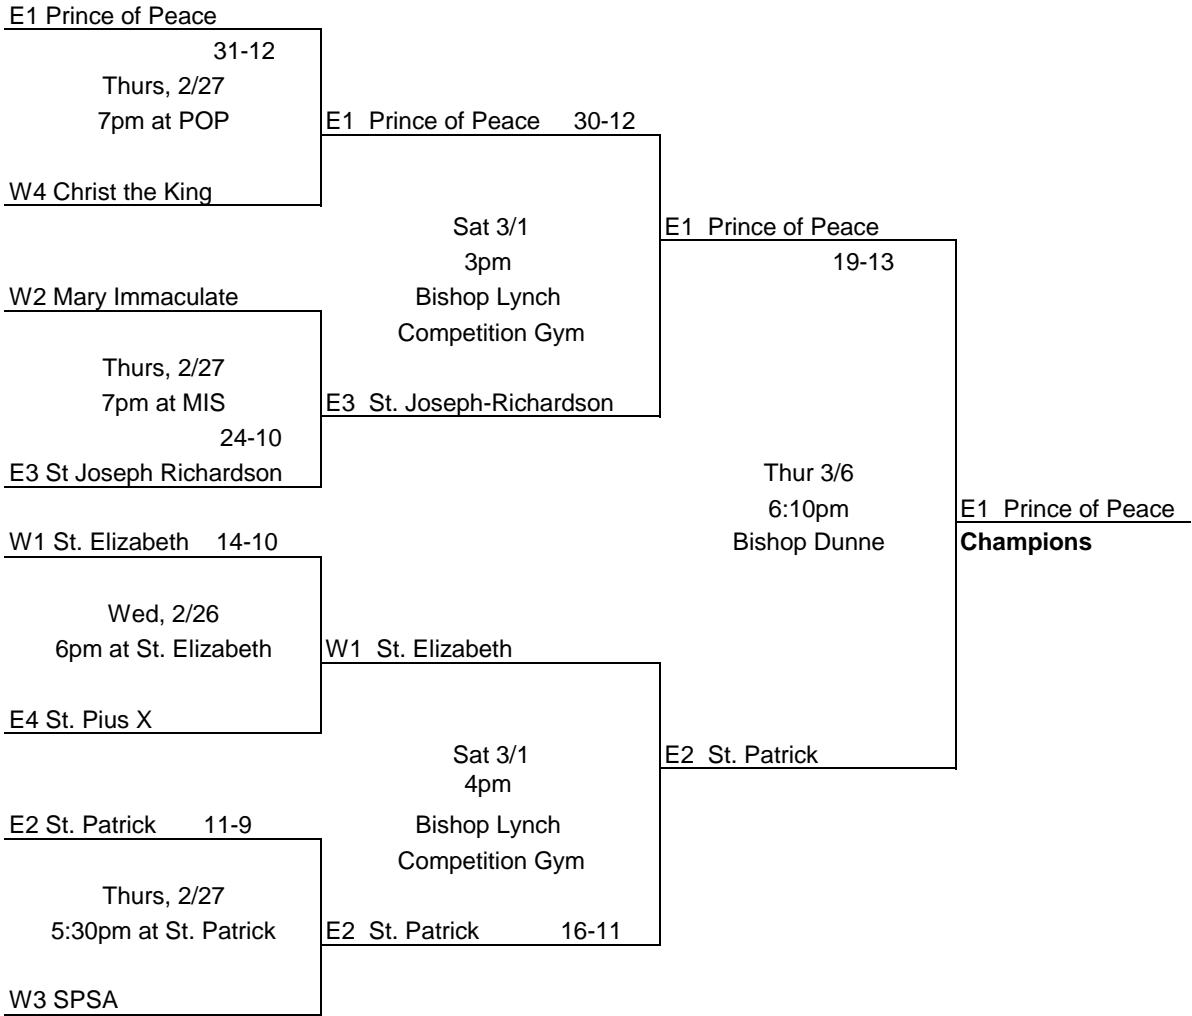 E1 Prince of Peace
31-12
Thurs, 2/27
7pm at POP
E1 Prince of Peace 30-12
W4 Christ the King
Sat 3/1
E1 Prince of Peace
3pm
19-13
W2 Mary Immaculate
Bishop Lynch
Competition Gym
Thurs, 2/27
7pm at MIS
E3 St. Joseph-Richardson
24-10
E3 St Joseph Richardson
Thur 3/6
6:10pm
E1 Prince of Peace
W1 St. Elizabeth 14-10
Bishop Dunne
Champions
Wed, 2/26
6pm at St. Elizabeth
W1 St. Elizabeth
E4 St. Pius X
Sat 3/1
E2 St. Patrick
4pm
E2 St. Patrick 11-9
Bishop Lynch
Competition Gym
Thurs, 2/27
5:30pm at St. Patrick
E2 St. Patrick 16-11
W3 SPSA